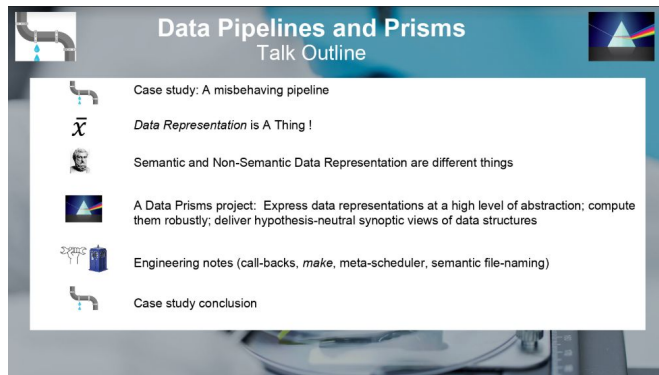 Data Pipelines and Prisms
Talk Outline
Case study: A misbehaving pipeline
x̄
Data Representation is A Thing !
Semantic and Non-Semantic Data Representation are different things
A Data Prisms project: Express data representations at a high level of abstraction; compute
them robustly; deliver hypothesis-neutral synoptic views of data structures
Engineering notes (call-backs, make, meta-scheduler, semantic file-naming)
Case study conclusion